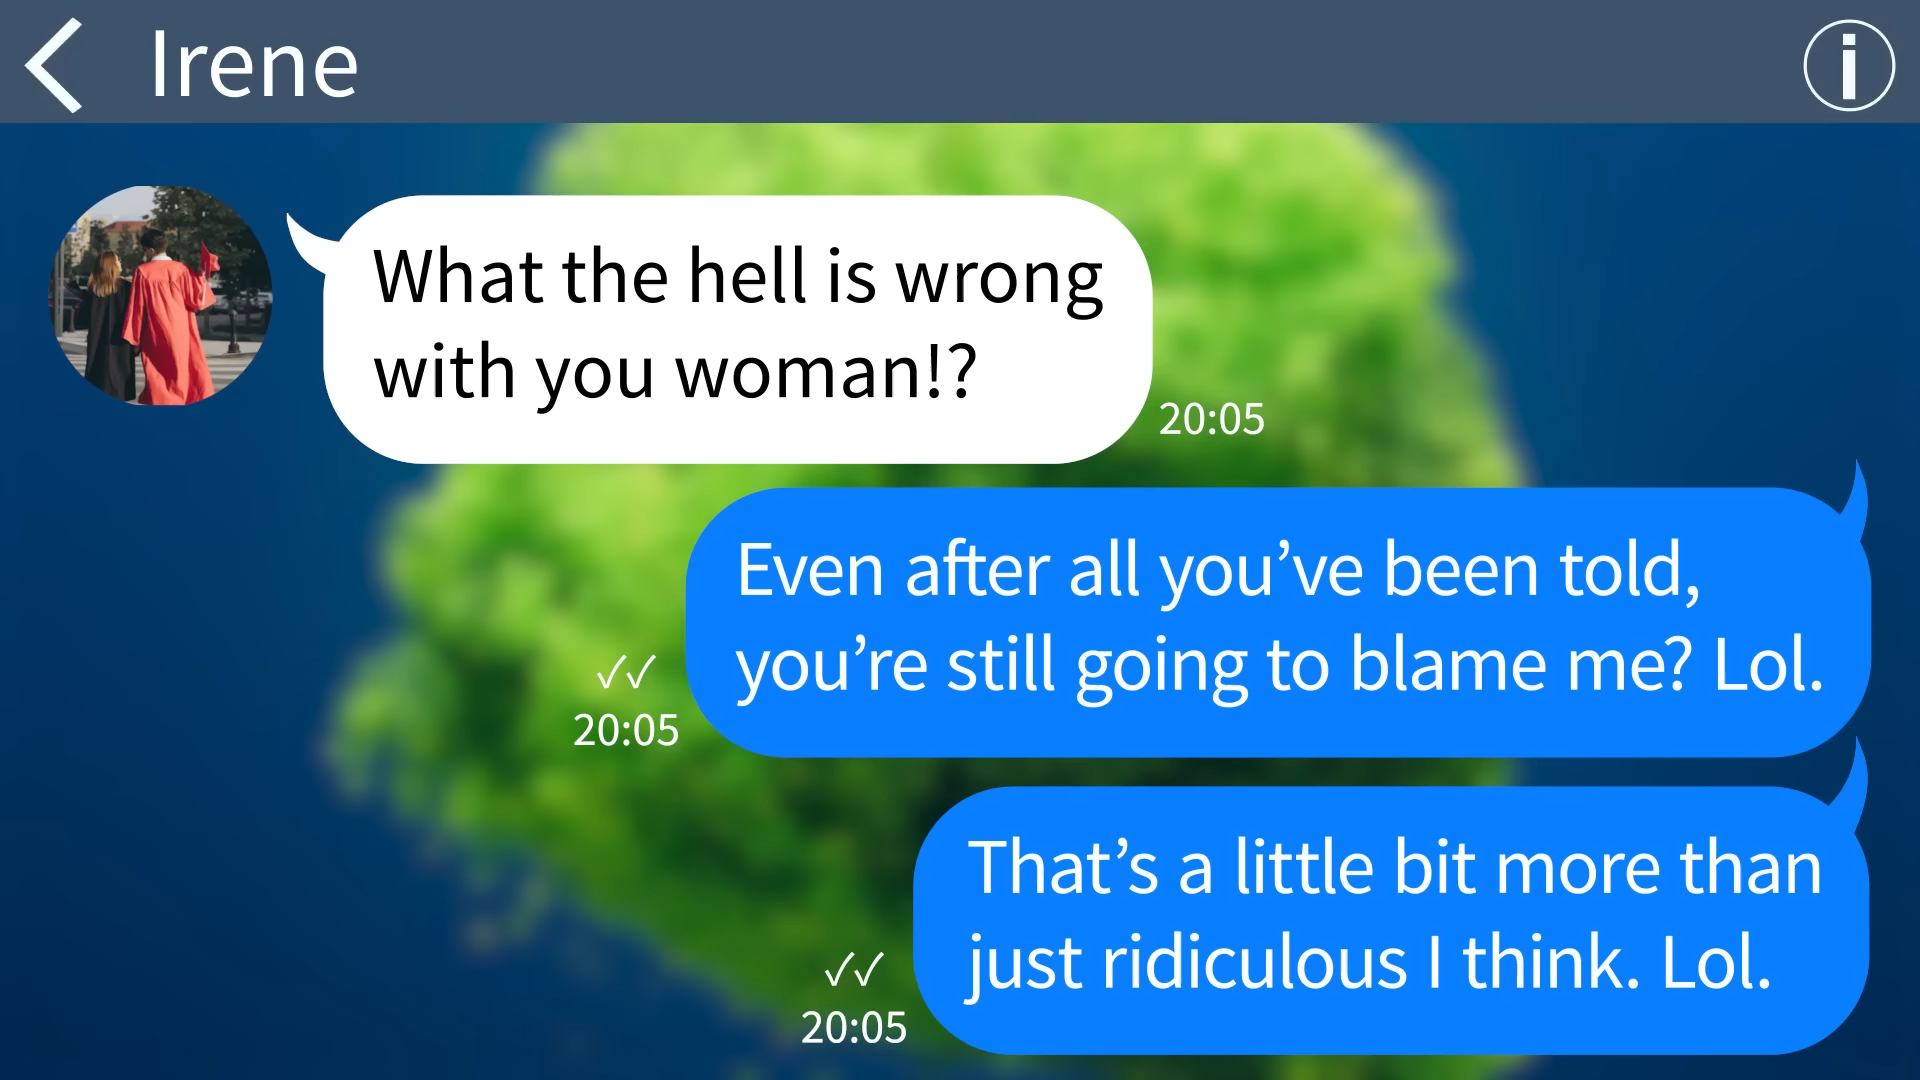 Irene
What the hell is wrong
with you woman!?
20:05
Even after all you’ve been told,
you’re still going to blame me? Lol.
✓✓
20:05
That’s a little bit more than
just ridiculous I think. Lol.
✓✓
20:05